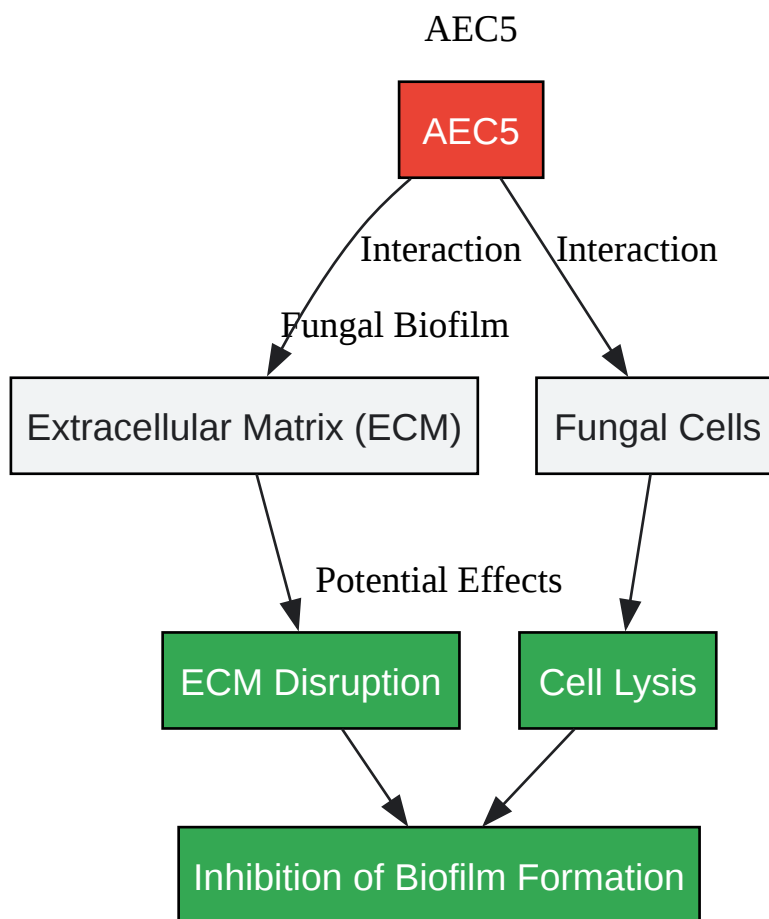 AEC5
AEC5
Interaction
Interaction
Fungal Biofilm
Extracellular Matrix (ECM)
Fungal Cells
Potential Effects
ECM Disruption
Cell Lysis
Inhibition of Biofilm Formation